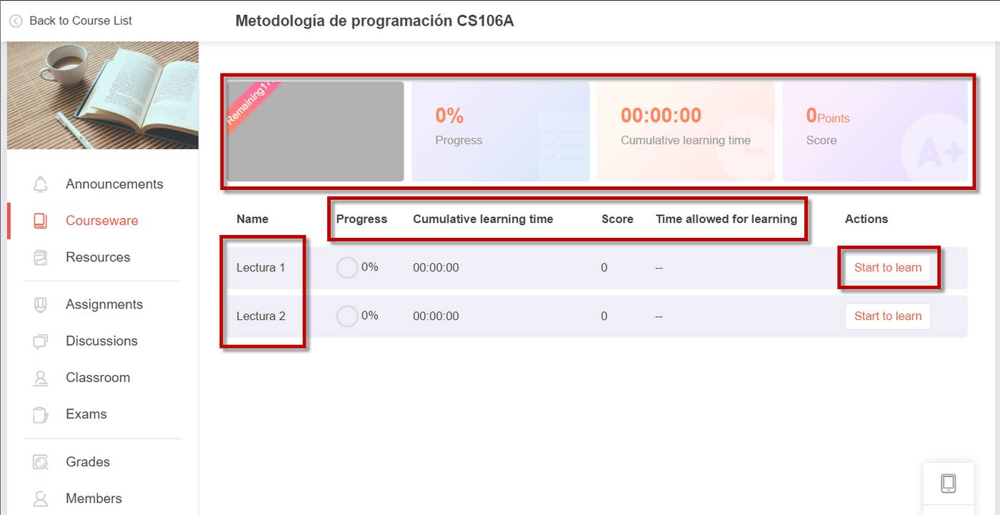 Back to Course List
Metodología de programación CS106A
Announcements
Courseware
Resources
Assignments
Discussions
Classroom
Exams
Grades
Members
Remaining17
0%
Progress
00:00:00
Cumulative learning time
0Points
Score
A+
Name Progress Cumulative learning time Score Time allowed for learning Actions
Lectura 1 0% 00:00:00 0 -- Start to learn
Lectura 2 0% 00:00:00 0 -- Start to learn